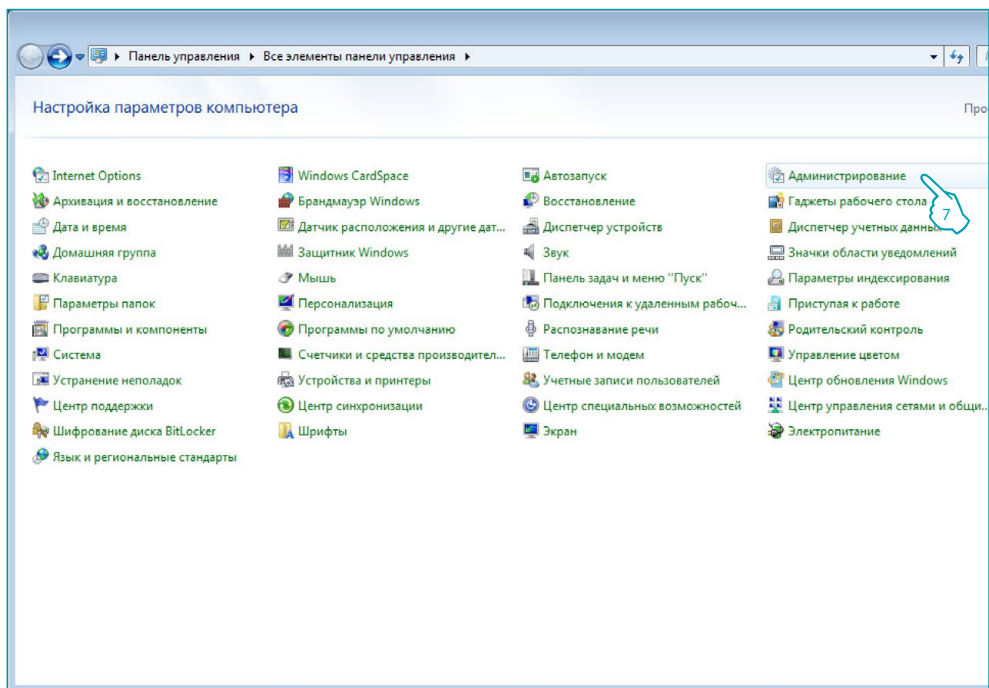 Панель управления Все элементы панели управления
Настройка параметров компьютера
Internet Options Windows CardSpace Автозапуск Администрирование
Архивация и восстановление Брандмауэр Windows Восстановление Гаджеты рабочего стола
7
Дата и время Датчик расположения и другие дат... Диспетчер устройств Диспетчер учетных данных
Домашняя группа Защитник Windows Звук Значки области уведомлений
Клавиатура Мышь Панель задач и меню "Пуск" Параметры индексирования
Параметры папок Персонализация Подключения к удаленным рабоч... Приступая к работе
Программы и компоненты Программы по умолчанию Распознавание речи Родительский контроль
Система Счетчики и средства производител... Телефон и модем Управление цветом
Устранение неполадок Устройства и принтеры Учетные записи пользователей Центр обновления Windows
Центр поддержки Центр синхронизации Центр специальных возможностей Центр управления сетями и общи...
Шифрование диска BitLocker Шрифты Экран Электропитание
Язык и региональные стандарты